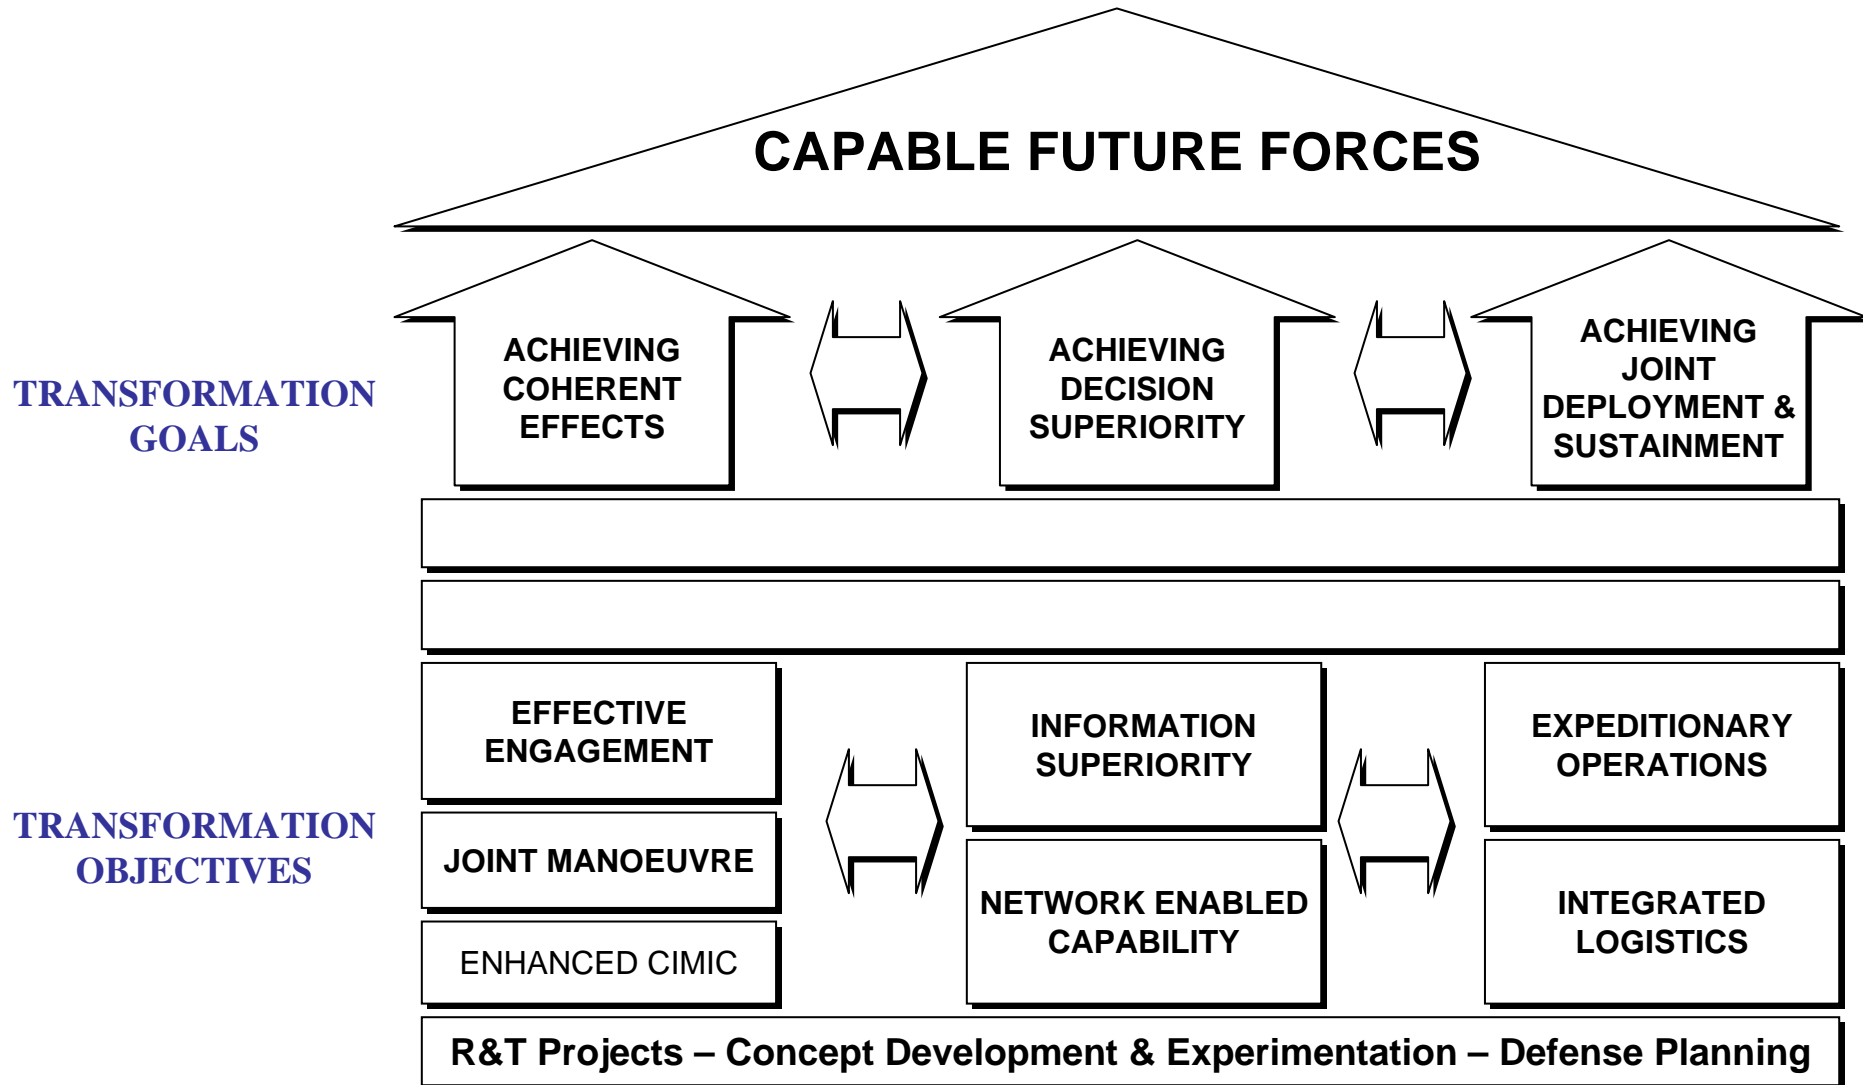 CAPABLE FUTURE FORCES
TRANSFORMATION
GOALS
ACHIEVING
COHERENT
EFFECTS
ACHIEVING
DECISION
SUPERIORITY
ACHIEVING
JOINT
DEPLOYMENT &
SUSTAINMENT
TRANSFORMATION
OBJECTIVES
EFFECTIVE
ENGAGEMENT
JOINT MANOEUVRE
ENHANCED CIMIC
INFORMATION
SUPERIORITY
NETWORK ENABLED
CAPABILITY
EXPEDITIONARY
OPERATIONS
INTEGRATED
LOGISTICS
R&T Projects – Concept Development & Experimentation – Defense Planning